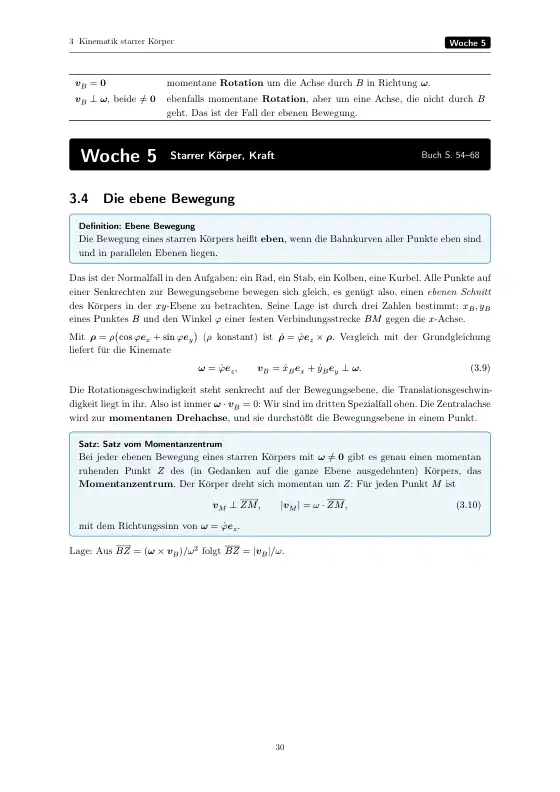 3 Kinematik starrer Körper
Woche 5
v_B = 0 momentane Rotation um die Achse durch B in Richtung ω.
v_B ⊥ ω, beide ≠ 0 ebenfalls momentane Rotation, aber um eine Achse, die nicht durch B
geht. Das ist der Fall der ebenen Bewegung.
Woche 5 Starrer Körper, Kraft Buch S. 54–68
3.4 Die ebene Bewegung
Definition: Ebene Bewegung
Die Bewegung eines starren Körpers heißt eben, wenn die Bahnkurven aller Punkte eben sind
und in parallelen Ebenen liegen.
Das ist der Normalfall in den Aufgaben: ein Rad, ein Stab, ein Kolben, eine Kurbel. Alle Punkte auf
einer Senkrechten zur Bewegungsebene bewegen sich gleich, es genügt also, einen ebenen Schnitt
des Körpers in der xy-Ebene zu betrachten. Seine Lage ist durch drei Zahlen bestimmt: x_B, y_B
eines Punktes B und den Winkel φ einer festen Verbindungsstrecke BM gegen die x-Achse.
Mit ρ = ρ(cos φ e_x + sin φ e_y) (ρ konstant) ist ρ̇ = φ̇e_z × ρ. Vergleich mit der Grundgleichung
liefert für die Kinemate
ω = φ̇e_z, v_B = ẋ_B e_x + ẏ_B e_y ⊥ ω. (3.9)
Die Rotationsgeschwindigkeit steht senkrecht auf der Bewegungsebene, die Translationsgeschwin-
digkeit liegt in ihr. Also ist immer ω · v_B = 0: Wir sind im dritten Spezialfall oben. Die Zentralachse
wird zur momentanen Drehachse, und sie durchstößt die Bewegungsebene in einem Punkt.
Satz: Satz vom Momentanzentrum
Bei jeder ebenen Bewegung eines starren Körpers mit ω ≠ 0 gibt es genau einen momentan
ruhenden Punkt Z des (in Gedanken auf die ganze Ebene ausgedehnten) Körpers, das
Momentanzentrum. Der Körper dreht sich momentan um Z: Für jeden Punkt M ist
v_M ⊥ Z̅M̅, |v_M| = ω · Z̅M̅, (3.10)
mit dem Richtungssinn von ω = φ̇e_z.
Lage: Aus B̅Z̅ = (ω × v_B)/ω² folgt B̅Z̅ = |v_B|/ω.
30